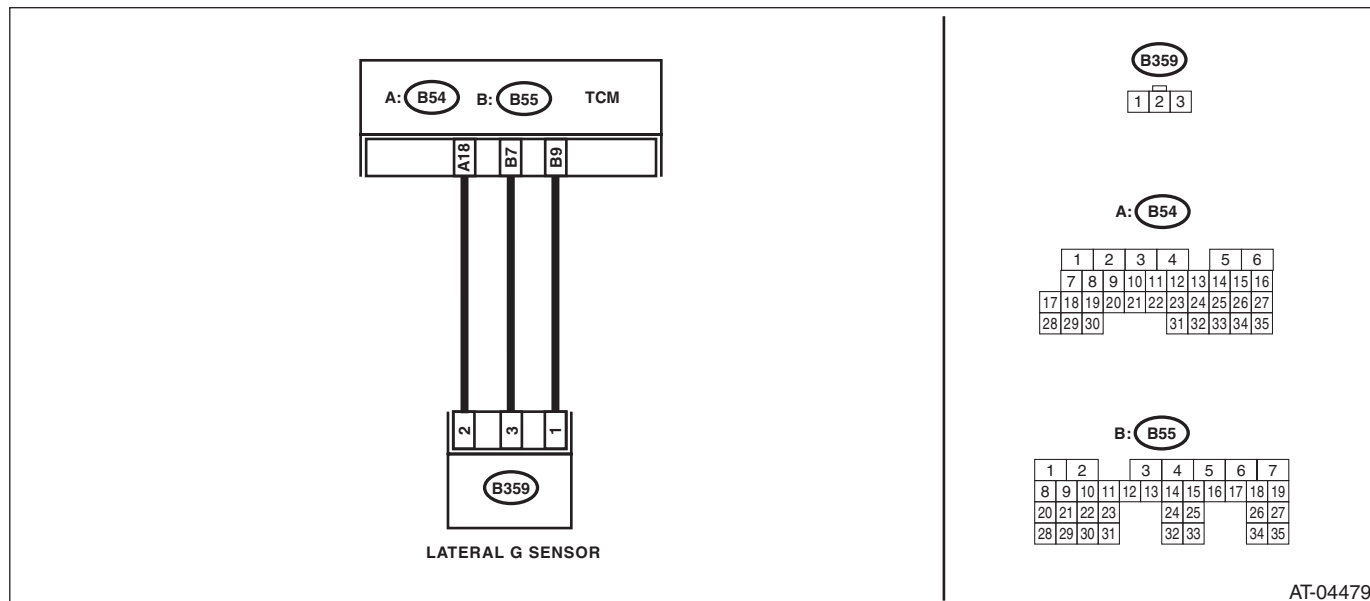 A: B54 B: B55 TCM
A18 B7 B9
2 3 1
B359
LATERAL G SENSOR
B359
1 2 3
A: B54
1 2 3 4 5 6
7 8 9 10 11 12 13 14 15 16
17 18 19 20 21 22 23 24 25 26 27
28 29 30 31 32 33 34 35
B: B55
1 2 3 4 5 6 7
8 9 10 11 12 13 14 15 16 17 18 19
20 21 22 23 24 25 26 27
28 29 30 31 32 33 34 35
AT-04479